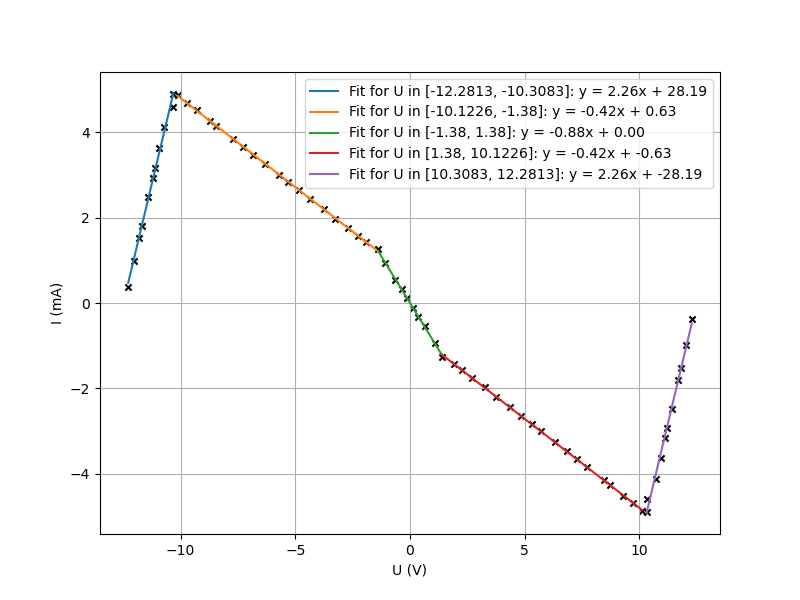 Fit for U in [-12.2813, -10.3083]: y = 2.26x + 28.19
Fit for U in [-10.1226, -1.38]: y = -0.42x + 0.63
Fit for U in [-1.38, 1.38]: y = -0.88x + 0.00
Fit for U in [1.38, 10.1226]: y = -0.42x + -0.63
Fit for U in [10.3083, 12.2813]: y = 2.26x + -28.19
4
2
0
−2
−4
I (mA)
−10 −5 0 5 10
U (V)